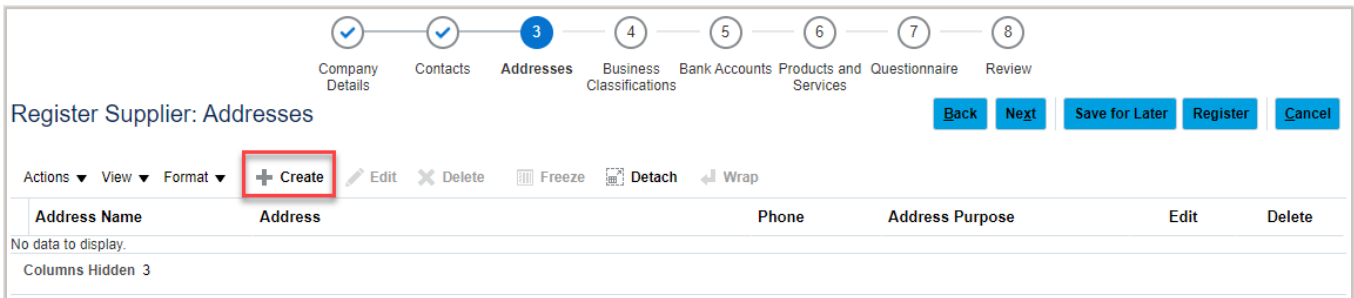 3 4 5 6 7 8
Company Details Contacts Addresses Business Classifications Bank Accounts Products and Services Questionnaire Review
Register Supplier: Addresses Back Next Save for Later Register Cancel
Actions View Format Create Edit Delete Freeze Detach Wrap
Address Name Address Phone Address Purpose Edit Delete
No data to display.
Columns Hidden 3